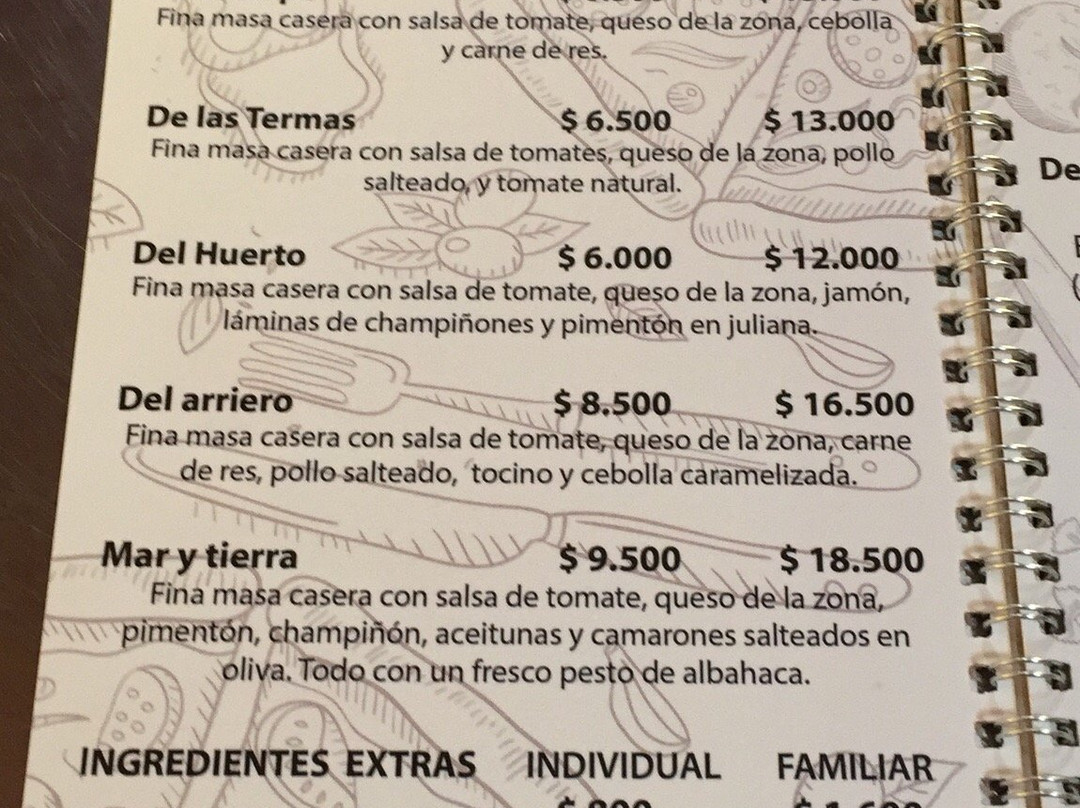 Fina masa casera con salsa de tomate, queso de la zona, cebolla
y carne de res.
De las Termas $ 6.500 $ 13.000
Fina masa casera con salsa de tomates, queso de la zona, pollo
salteado, y tomate natural.
Del Huerto $ 6.000 $ 12.000
Fina masa casera con salsa de tomate, queso de la zona, jamón,
láminas de champiñones y pimentón en juliana.
Del arriero $ 8.500 $ 16.500
Fina masa casera con salsa de tomate, queso de la zona, carne
de res, pollo salteado, tocino y cebolla caramelizada.
Mar y tierra $ 9.500 $ 18.500
Fina masa casera con salsa de tomate, queso de la zona,
pimentón, champiñón, aceitunas y camarones salteados en
oliva. Todo con un fresco pesto de albahaca.
INGREDIENTES EXTRAS INDIVIDUAL FAMILIAR
De